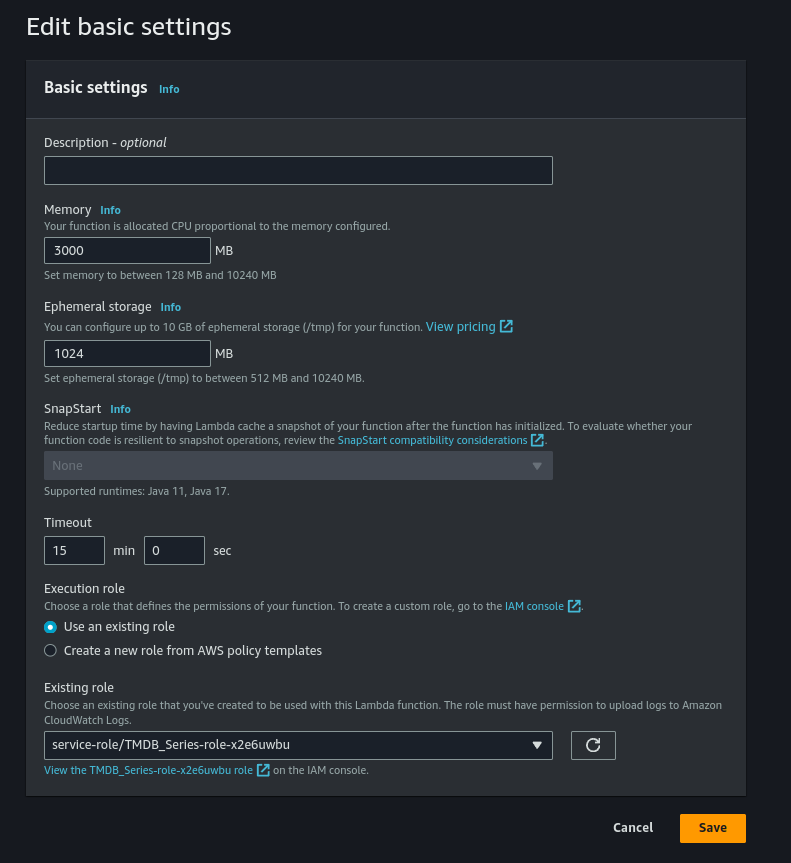 Edit basic settings
Basic settings Info
Description - optional
Memory Info
Your function is allocated CPU proportional to the memory configured.
3000 MB
Set memory to between 128 MB and 10240 MB
Ephemeral storage Info
You can configure up to 10 GB of ephemeral storage (/tmp) for your function. View pricing
1024 MB
Set ephemeral storage (/tmp) to between 512 MB and 10240 MB.
SnapStart Info
Reduce startup time by having Lambda cache a snapshot of your function after the function has initialized. To evaluate whether your
function code is resilient to snapshot operations, review the SnapStart compatibility considerations.
None
Supported runtimes: Java 11, Java 17.
Timeout
15 min 0 sec
Execution role
Choose a role that defines the permissions of your function. To create a custom role, go to the IAM console.
Use an existing role
Create a new role from AWS policy templates
Existing role
Choose an existing role that you've created to be used with this Lambda function. The role must have permission to upload logs to Amazon
CloudWatch Logs.
service-role/TMDB_Series-role-x2e6uwbu
View the TMDB_Series-role-x2e6uwbu role on the IAM console.
Cancel Save